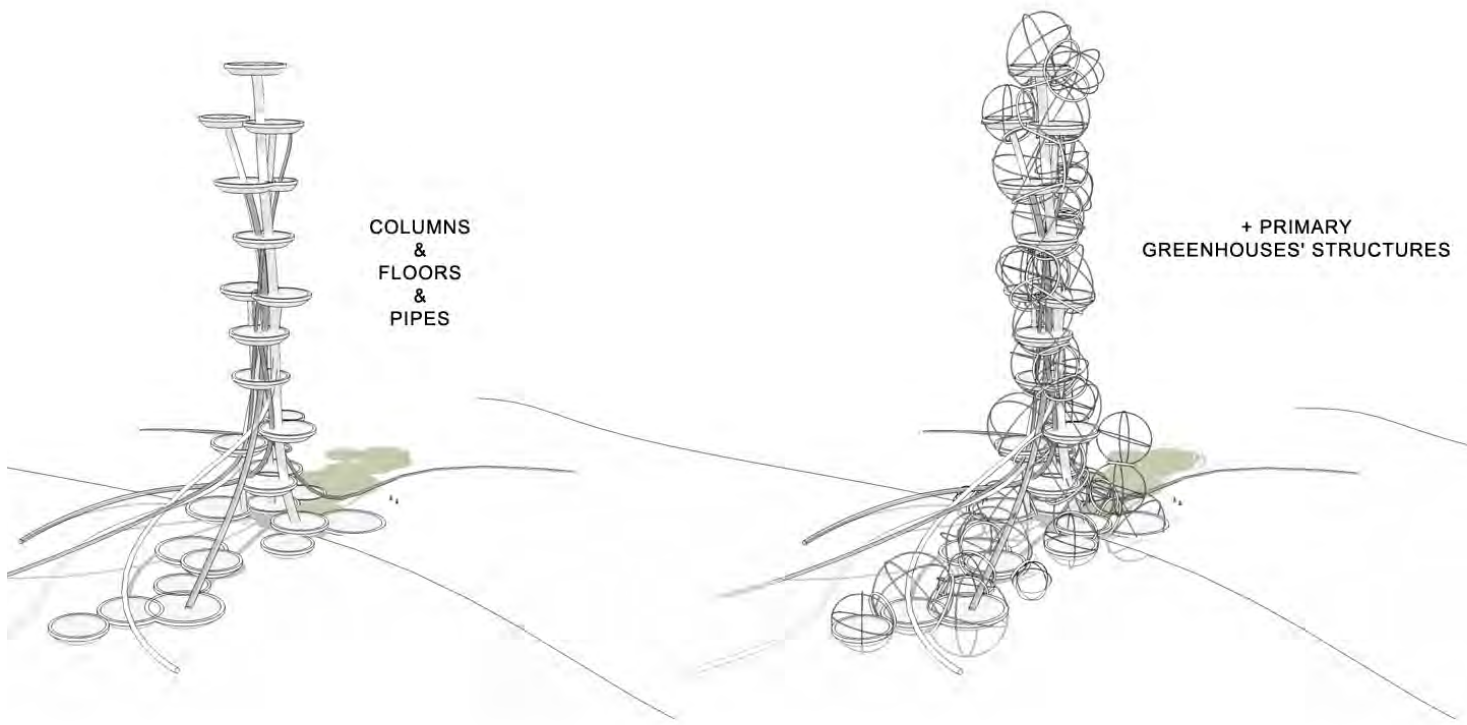 COLUMNS
&
FLOORS
&
PIPES
+ PRIMARY
GREENHOUSES' STRUCTURES